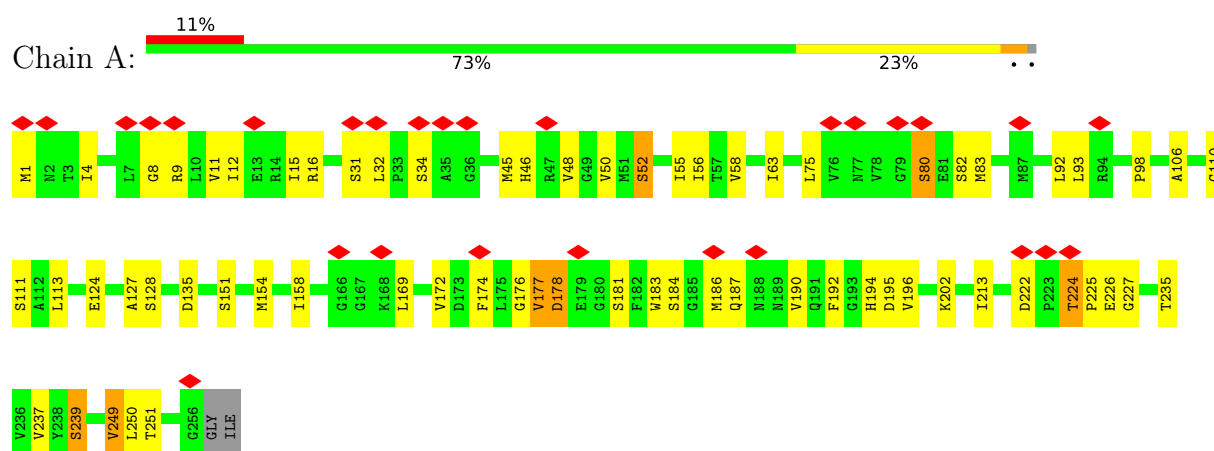 11%
Chain A:
73% 23% • •
M1 N2 T3 I4 L7 G8 R9 L10 V11 I12 E13 R14 I15 R16 S31 L32 P33 S34 A35 G36 M45 H46 R47 V48 G49 V50 M51 S52 I55 I56 T57 V58 I63 L75 V76 N77 V78 G79 S80 E81 S82 M83 M87 L92 L93 R94 P98 A106
S111 A112 L113 E124 A127 S128 D135 S151 M154 I158 G166 G167 K168 L169 V172 D173 F174 L175 G176 V177 D178 E179 G180 S181 F182 W183 S184 G185 M186 Q187 N188 N189 V190 Q191 F192 G193 H194 D195 V196 K202 I213 D222 P223 T224 P225 E226 G227 T235
V236 V237 Y238 S239 V249 L250 T251 G256 GLY ILE